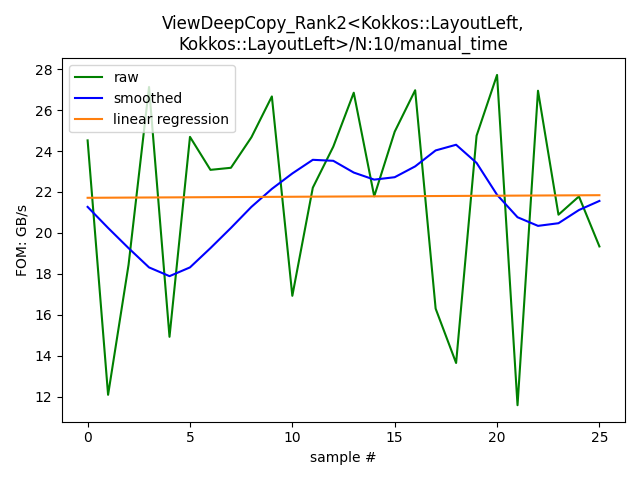 ViewDeepCopy_Rank2<Kokkos::LayoutLeft,
Kokkos::LayoutLeft>/N:10/manual_time
raw
smoothed
linear regression
FOM: GB/s
28
26
24
22
20
18
16
14
12
0
5
10
15
20
25
sample #